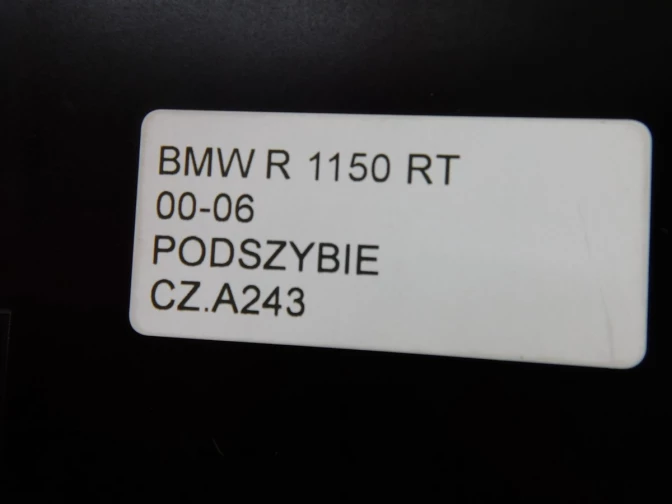 BMW R 1150 RT
00-06
PODSZYBIE
CZ.A243